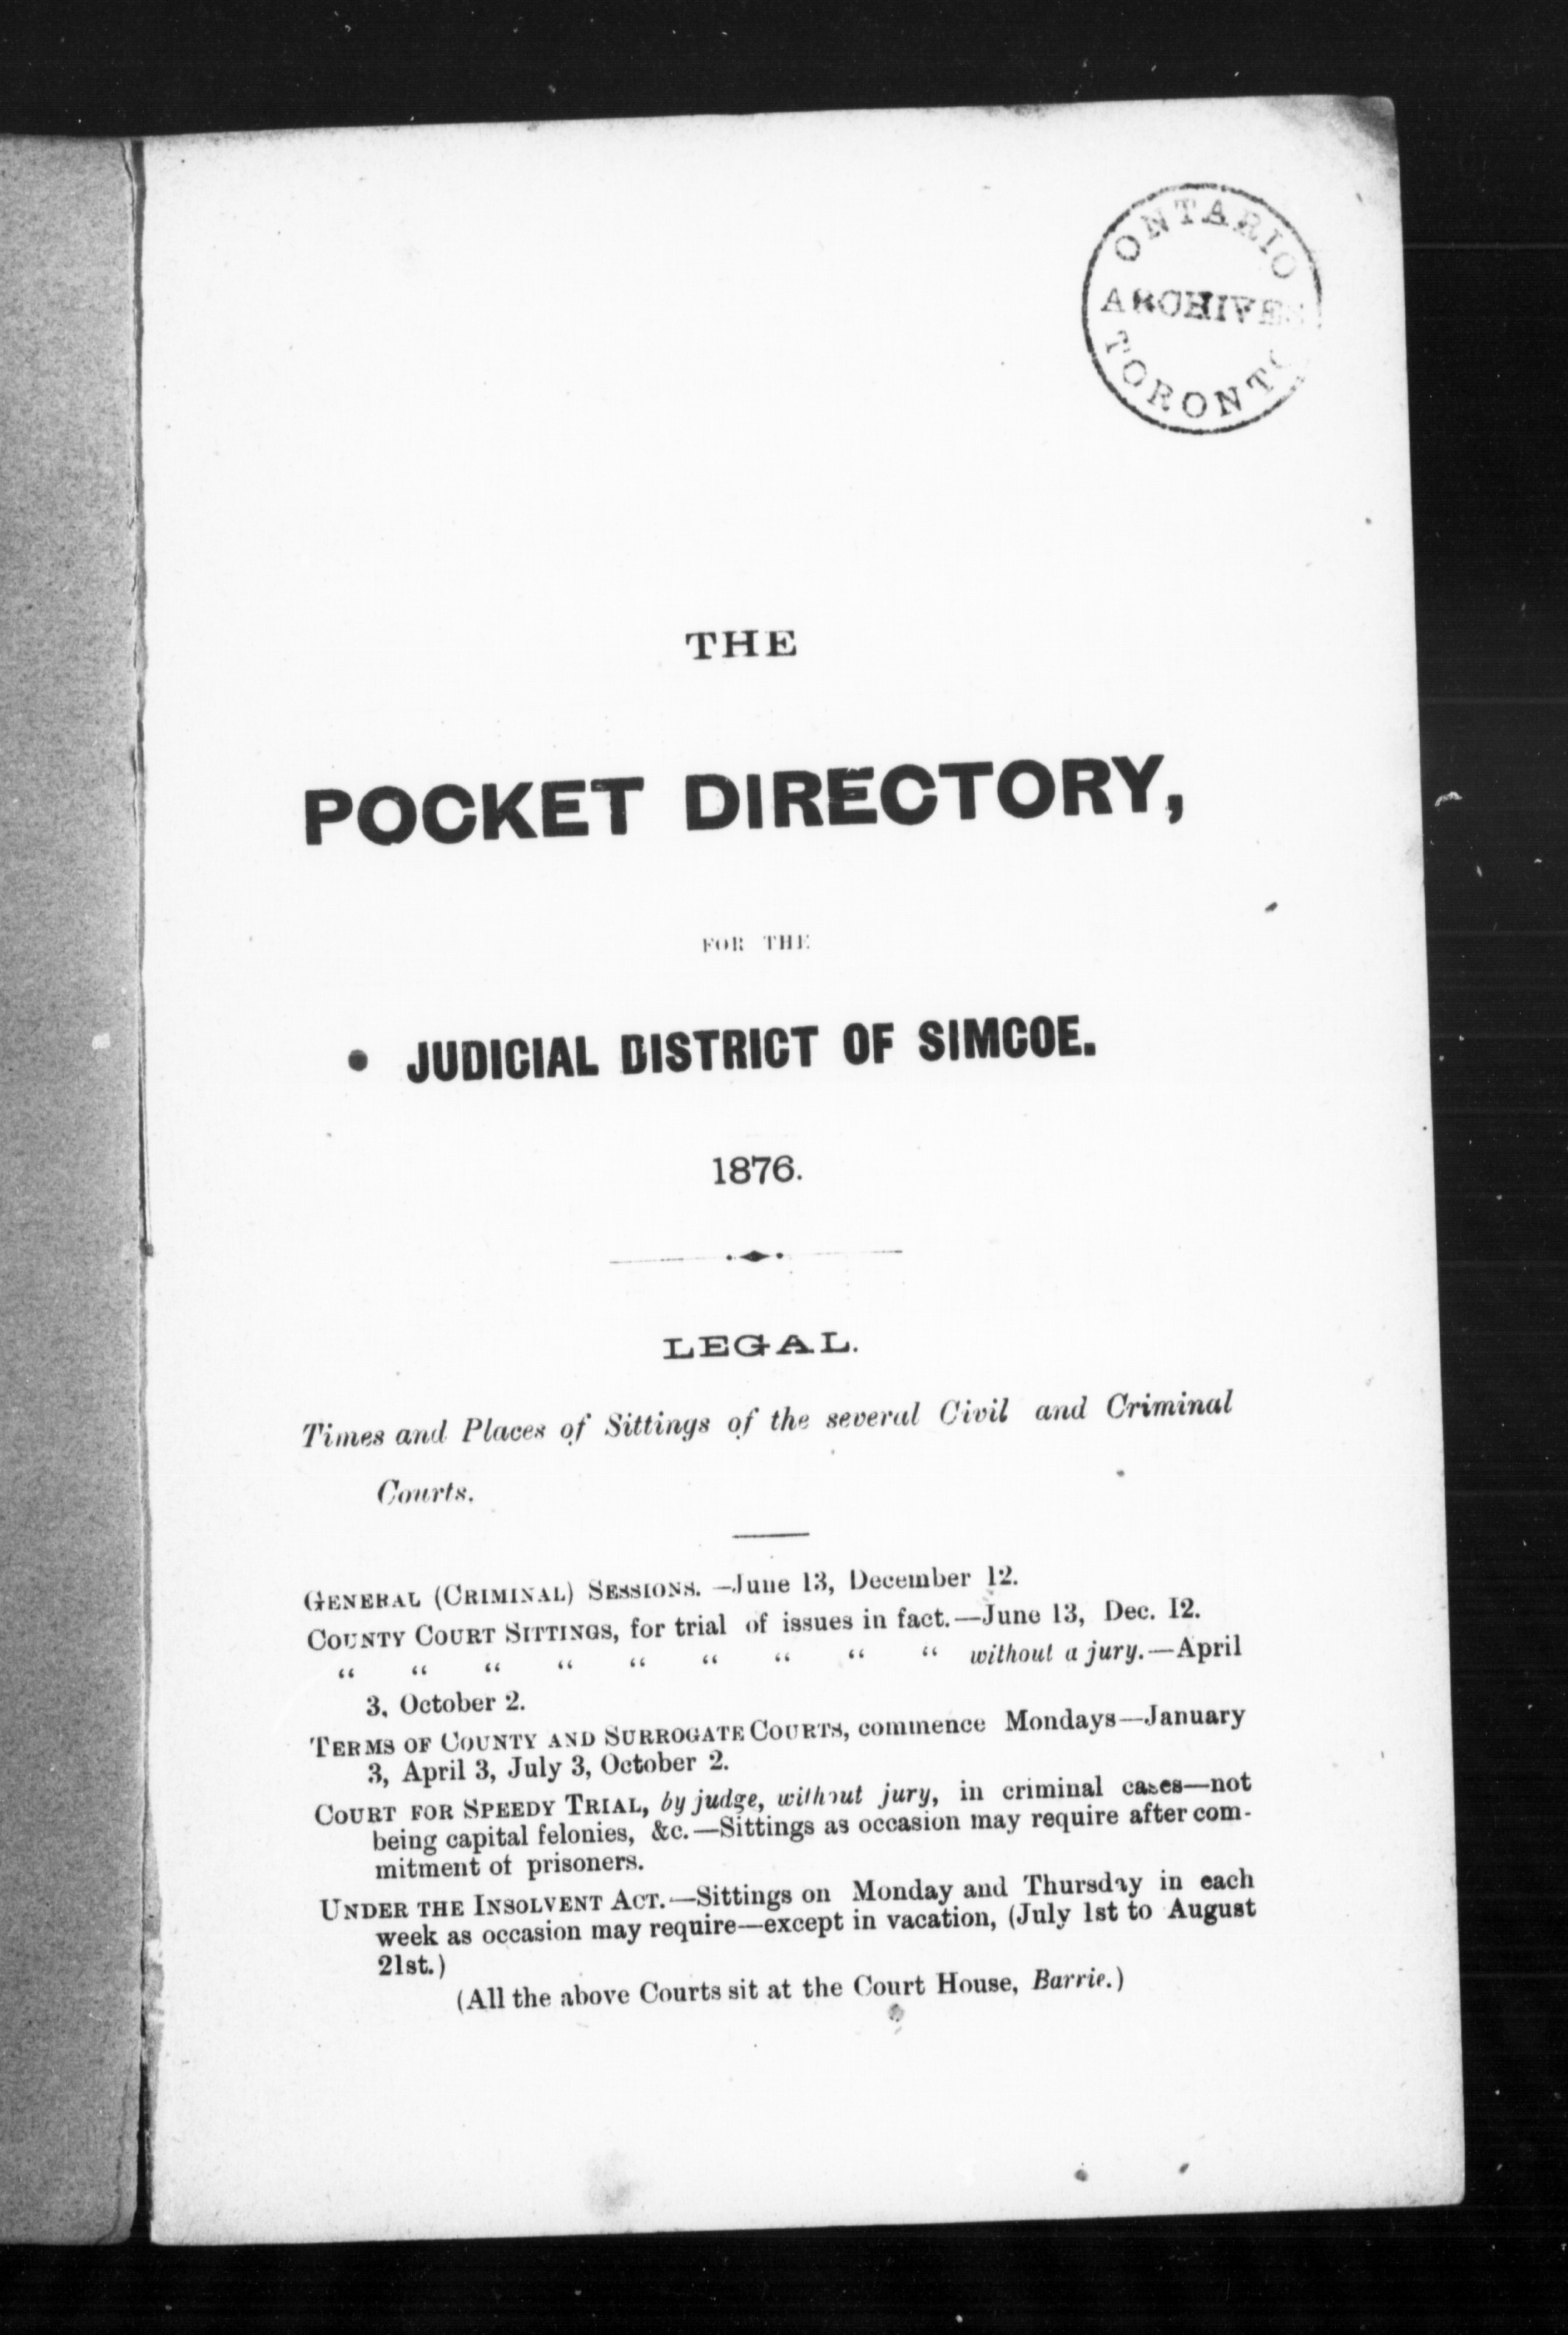 ONTARIO
ARCHIVES
TORONTO
THE
POCKET DIRECTORY,
FOR THE
JUDICIAL DISTRICT OF SIMCOE.
1876.
LEGAL.
Times and Places of Sittings of the several Civil and Criminal
Courts.
GENERAL (CRIMINAL) SESSIONS.—June 13, December 12.
COUNTY COURT SITTINGS, for trial of issues in fact.—June 13, Dec. 12.
“ “ “ “ “ “ “ “ “ without a jury.—April
3, October 2.
TERMS OF COUNTY AND SURROGATE COURTS, commence Mondays—January
3, April 3, July 3, October 2.
COURT FOR SPEEDY TRIAL, by judge, without jury, in criminal cases—not
being capital felonies, &c.—Sittings as occasion may require after com-
mitment of prisoners.
UNDER THE INSOLVENT ACT.—Sittings on Monday and Thursday in each
week as occasion may require—except in vacation, (July 1st to August
21st.)
(All the above Courts sit at the Court House, Barrie.)